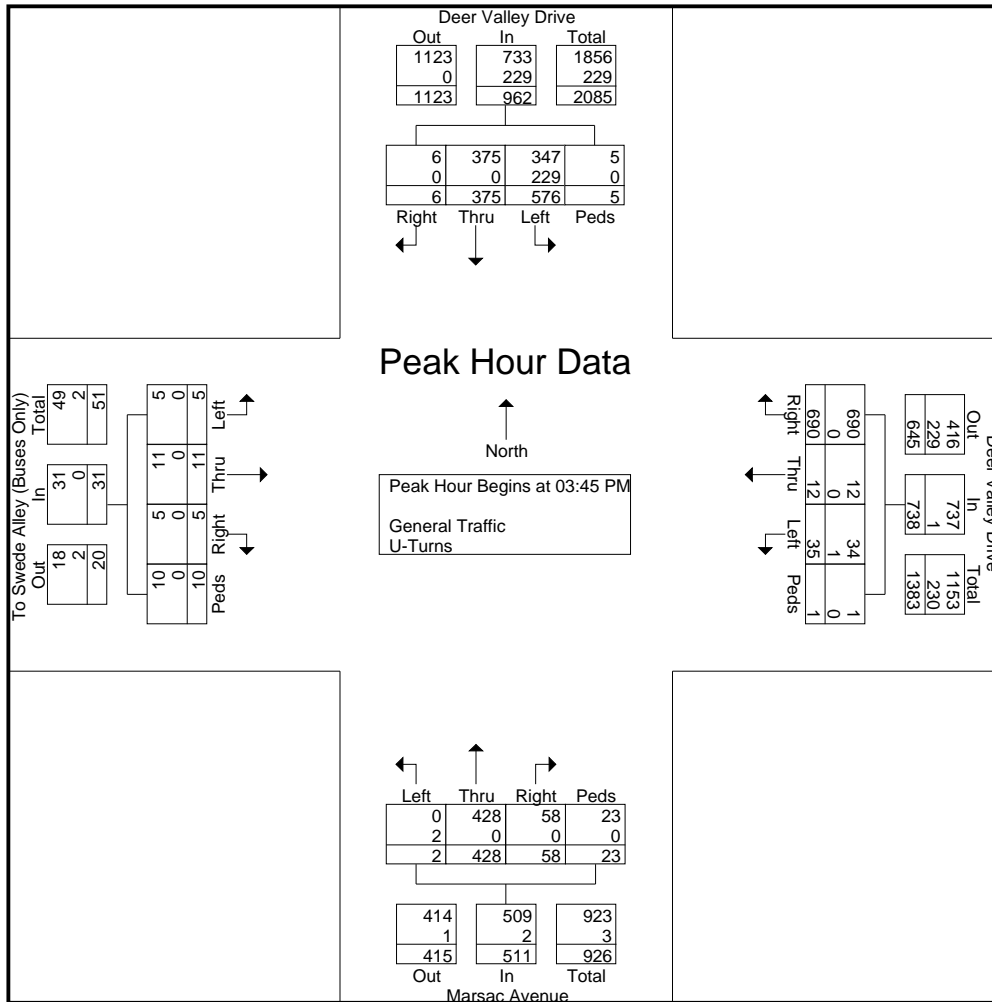 Deer Valley Drive
Out In Total
1123 733 1856
0 229 229
1123 962 2085
6 375 347 5
0 0 229 0
6 375 576 5
Right Thru Left Peds
Peak Hour Data
North
Peak Hour Begins at 03:45 PM
General Traffic
U-Turns
To Swede Alley (Buses Only)
Out In Total
18 31 49
2 0 2
20 31 51
10 5 11 5
0 0 0 0
10 5 11 5
Peds Right Thru Left
Deer Valley Drive
Out In Total
416 737 1153
229 1 230
645 738 1383
690 12 34 1
0 0 1 0
690 12 35 1
Right Thru Left Peds
Left Thru Right Peds
0 428 58 23
2 0 0 0
2 428 58 23
414 509 923
1 2 3
415 511 926
Out In Total
Marsac Avenue